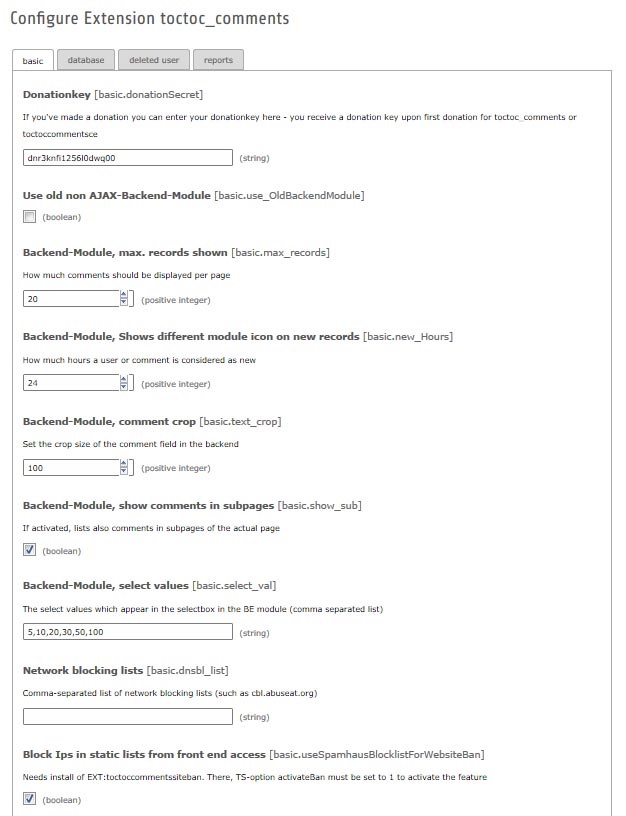 Configure Extension toctoc_comments
basic
database
deleted user
reports
Donationkey [basic.donationSecret]
If you've made a donation you can enter your donationkey here - you receive a donation key upon first donation for toctoc_comments or
toctoccommentsce
dnr3knfi1256l0dwq00
(string)
Use old non AJAX-Backend-Module [basic.use_OldBackendModule]
(boolean)
Backend-Module, max. records shown [basic.max_records]
How much comments should be displayed per page
20
(positive integer)
Backend-Module, Shows different module icon on new records [basic.new_Hours]
How much hours a user or comment is considered as new
24
(positive integer)
Backend-Module, comment crop [basic.text_crop]
Set the crop size of the comment field in the backend
100
(positive integer)
Backend-Module, show comments in subpages [basic.show_sub]
If activated, lists also comments in subpages of the actual page
(boolean)
Backend-Module, select values [basic.select_val]
The select values which appear in the selectbox in the BE module (comma separated list)
5,10,20,30,50,100
(string)
Network blocking lists [basic.dnsbl_list]
Comma-separated list of network blocking lists (such as cbl.abuseat.org)
(string)
Block Ips in static lists from front end access [basic.useSpamhausBlocklistForWebsiteBan]
Needs install of EXT:toctoccommentssiteban. There, TS-option activateBan must be set to 1 to activate the feature
(boolean)